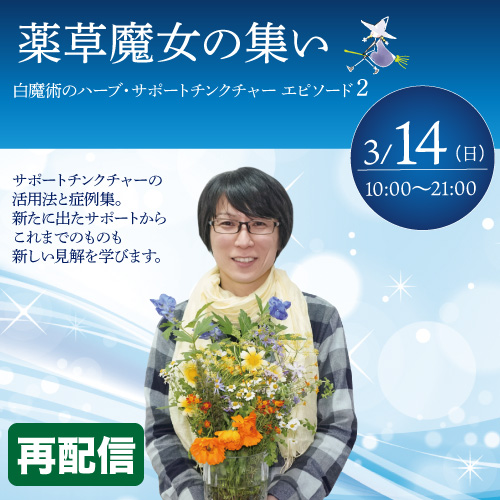 薬草魔女の集い
白魔術のハーブ・サポートチンクチャー エピソード2
3/14（日）
10:00〜21:00
サポートチンクチャーの
活用法と症例集。
新たに出たサポートから
これまでのものも
新しい見解を学びます。
再配信